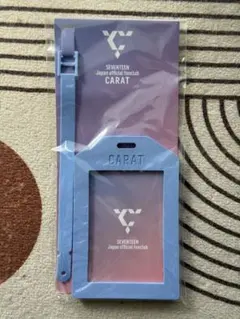 SEVENTEEN
Japan official fanclub
CARAT
CARAT
SEVENTEEN
Japan official fanclub